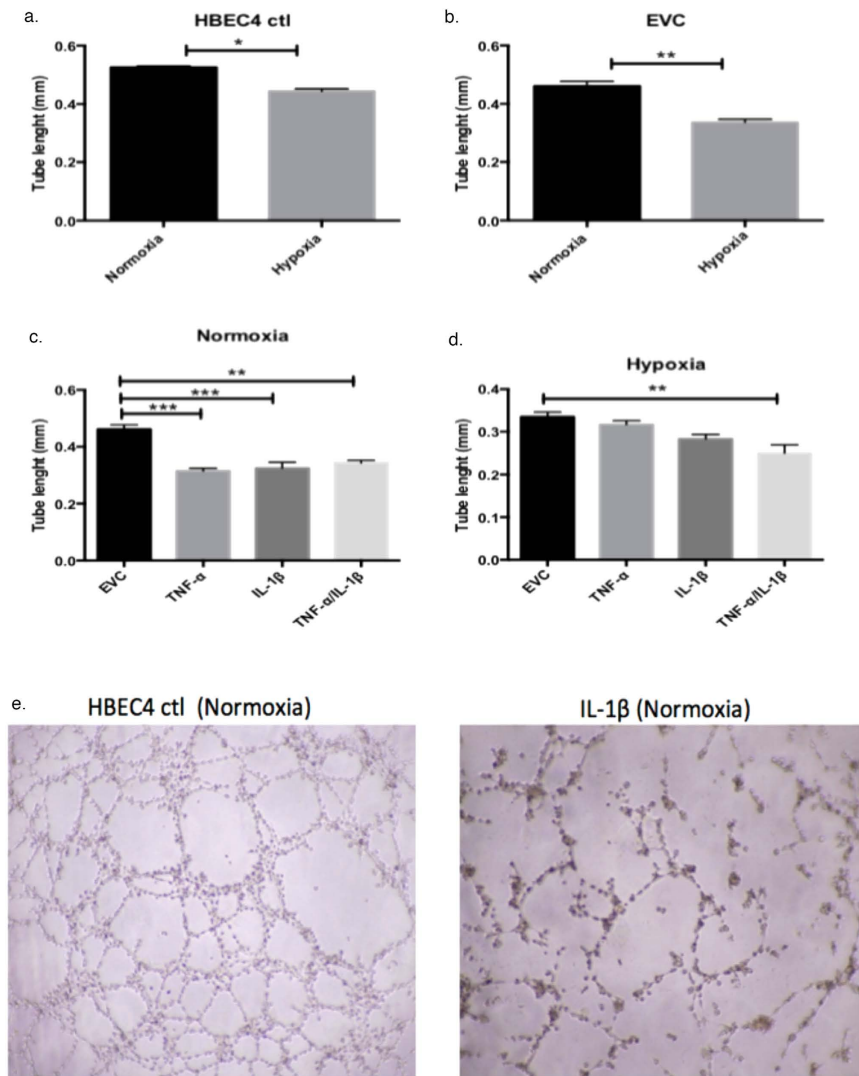 a.
HBEC4 ctl
*
Tube lenght (mm)
0.6
0.4
0.2
0.0
Normoxia
Hypoxia
b.
EVC
**
Tube lenght (mm)
0.6
0.4
0.2
0.0
Normoxia
Hypoxia
c.
Normoxia
**
***
***
Tube lenght (mm)
0.6
0.4
0.2
0.0
EVC
TNF-α
IL-1β
TNF-α/IL-1β
d.
Hypoxia
**
Tube lenght (mm)
0.4
0.3
0.2
0.1
0.0
EVC
TNF-α
IL-1β
TNF-α/IL-1β
e.
HBEC4 ctl (Normoxia)
IL-1β (Normoxia)